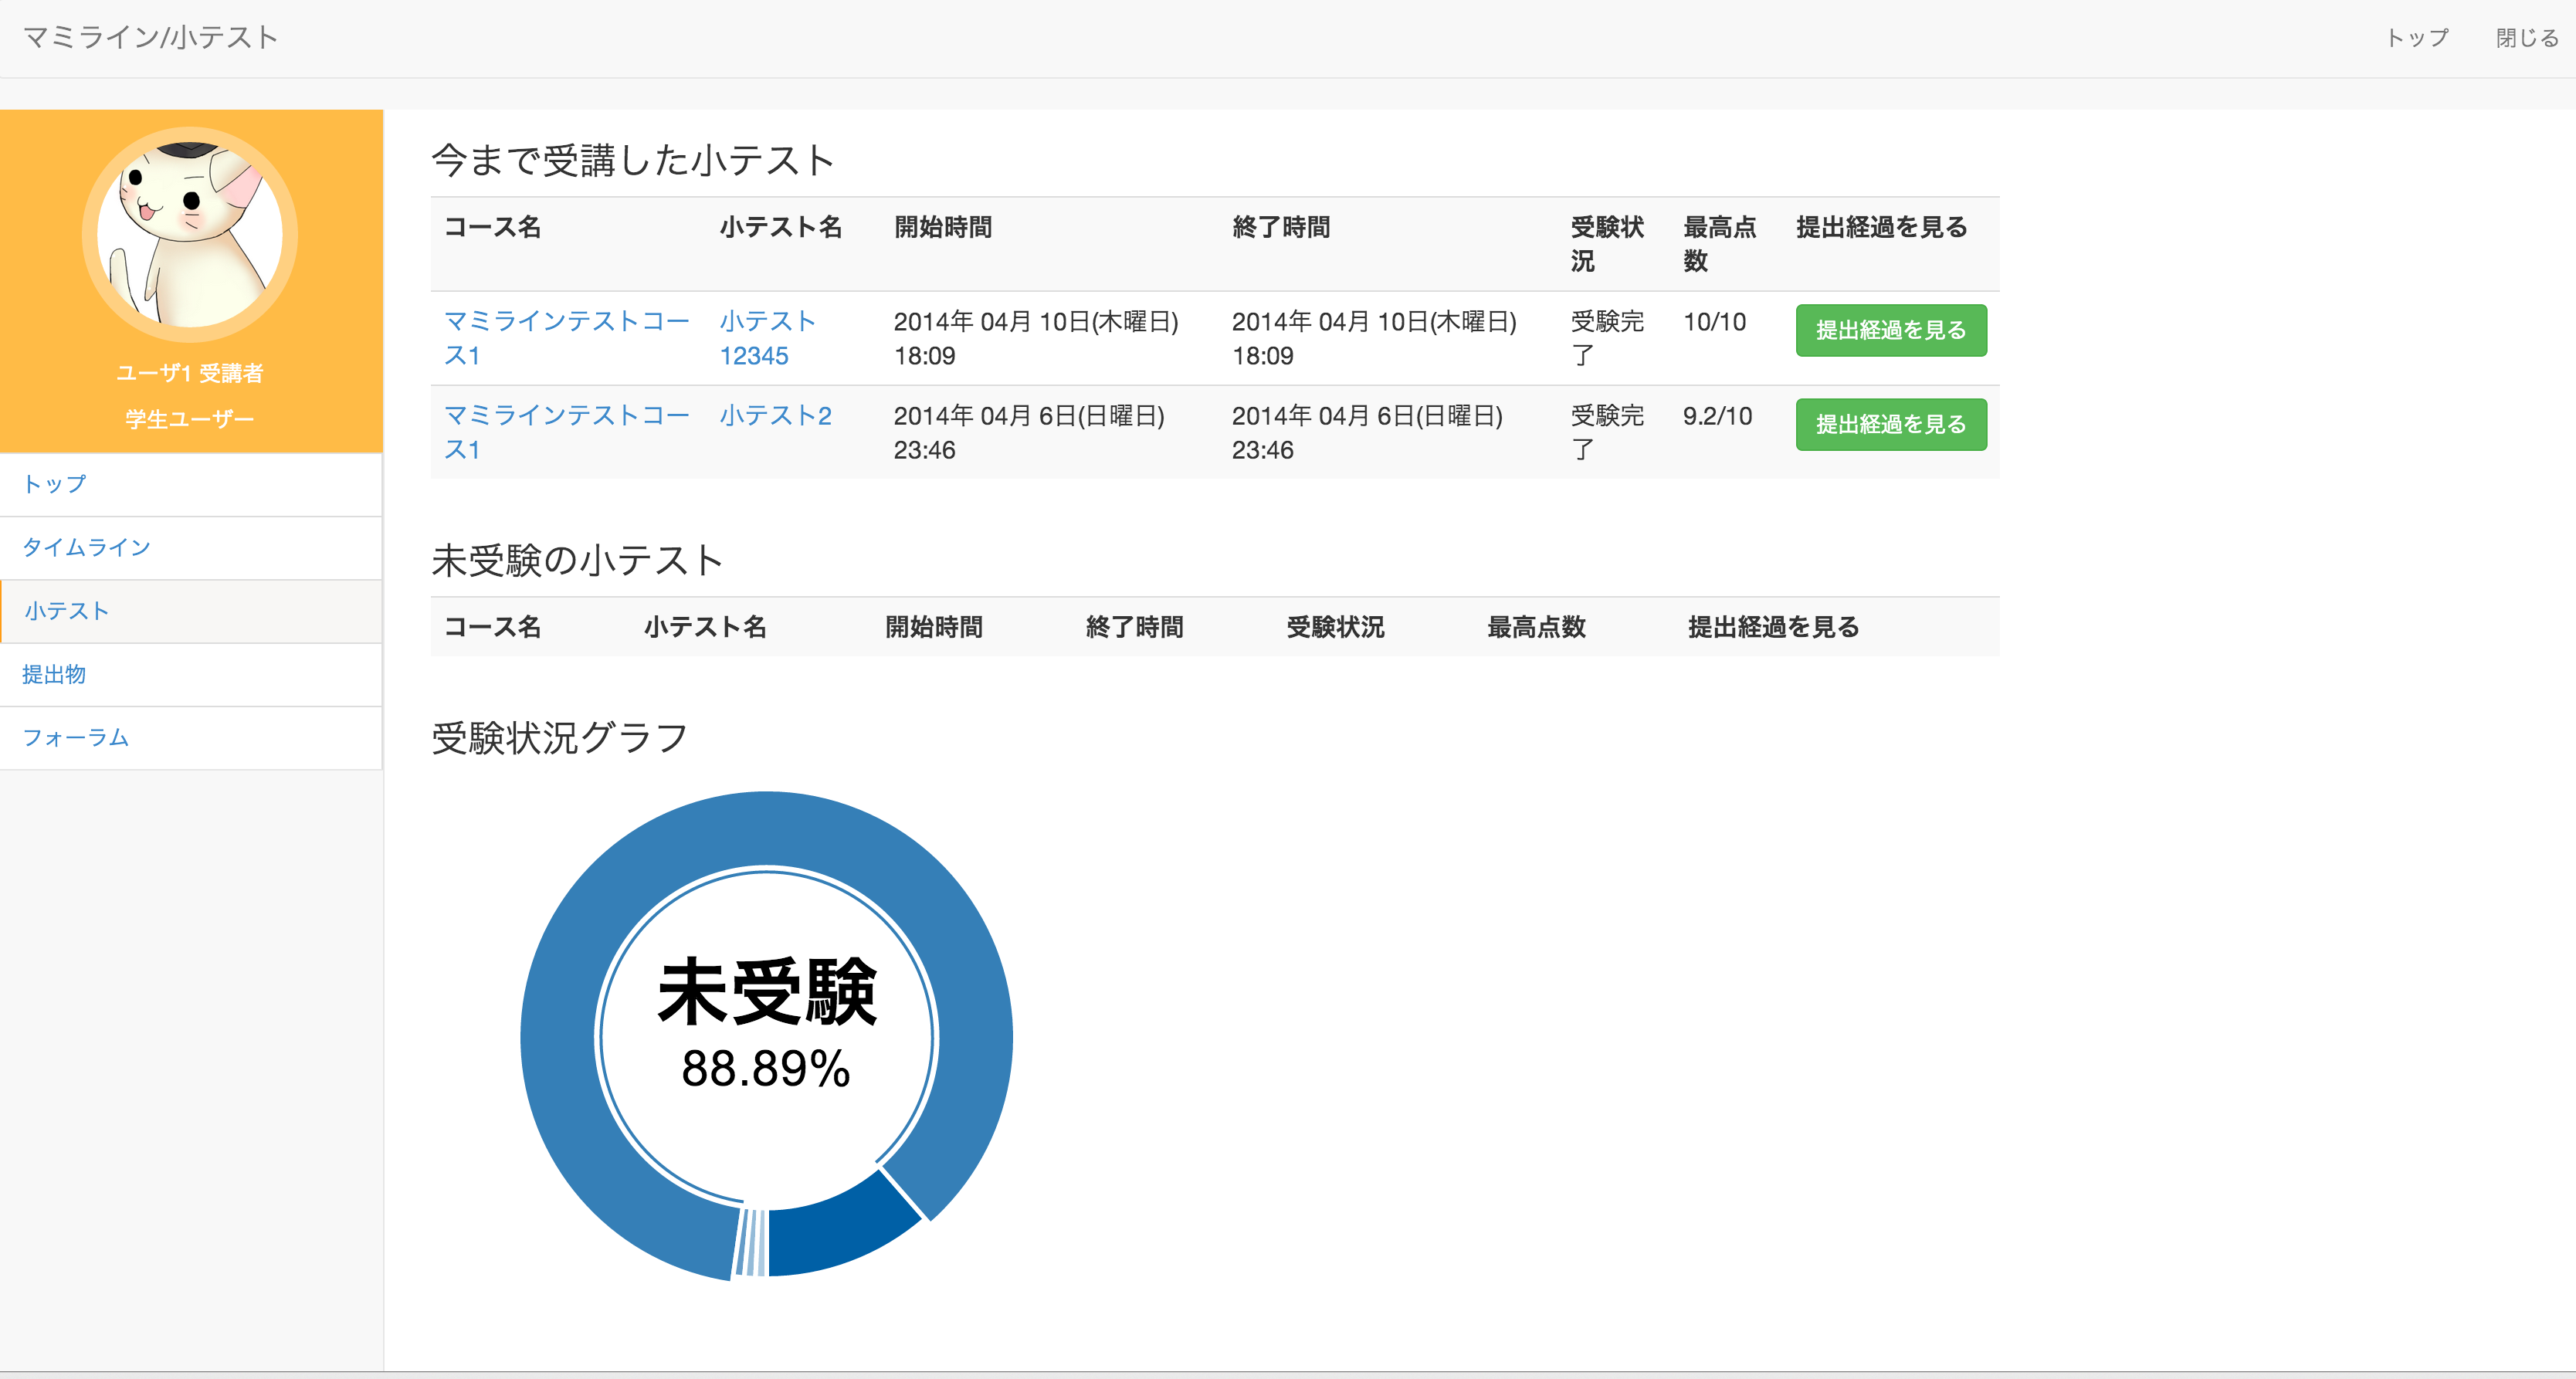 マミライン/小テスト
トップ 閉じる
ユーザ1 受講者
学生ユーザー
トップ
タイムライン
小テスト
提出物
フォーラム
今まで受講した小テスト
コース名 小テスト名 開始時間 終了時間 受験状 最高点 提出経過を見る
況 数
マミラインテストコー 小テスト 2014年 04月 10日(木曜日) 2014年 04月 10日(木曜日) 受験完 10/10 提出経過を見る
ス1 12345 18:09 18:09 了
マミラインテストコー 小テスト2 2014年 04月 6日(日曜日) 2014年 04月 6日(日曜日) 受験完 9.2/10 提出経過を見る
ス1 23:46 23:46 了
未受験の小テスト
コース名 小テスト名 開始時間 終了時間 受験状況 最高点数 提出経過を見る
受験状況グラフ
未受験
88.89%